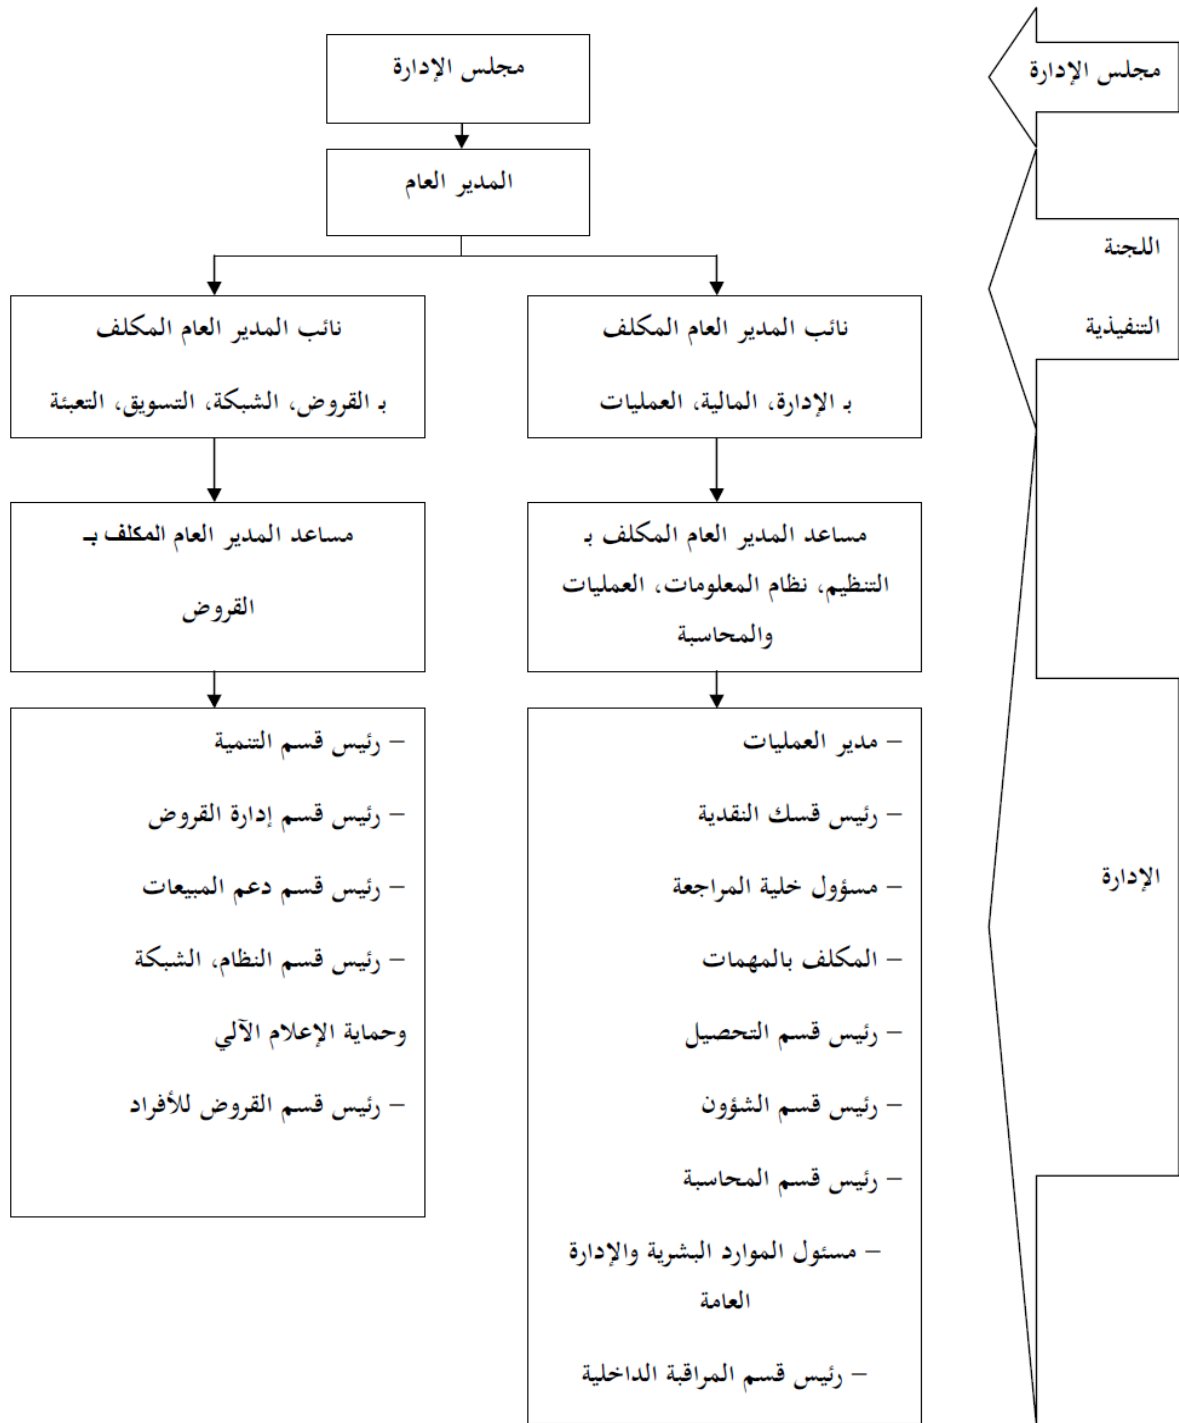 مجلس الإدارة
مجلس الإدارة
المدير العام
اللجنة
التنفيذية
نائب المدير العام المكلف
بـ الإدارة، المالية، العمليات
نائب المدير العام المكلف
بـ القروض، الشبكة، التسويق، التعبئة
مساعد المدير العام المكلف بـ
التنظيم، نظام المعلومات، العمليات
والمحاسبة
مساعد المدير العام المكلف بـ
القروض
الإدارة
– مدير العمليات
– رئيس قسك النقدية
– مسؤول خلية المراجعة
– المكلف بالمهمات
– رئيس قسم التحصيل
– رئيس قسم الشؤون
– رئيس قسم المحاسبة
– مسئول الموارد البشرية والإدارة
العامة
– رئيس قسم المراقبة الداخلية
– رئيس قسم التنمية
– رئيس قسم إدارة القروض
– رئيس قسم دعم المبيعات
– رئيس قسم النظام، الشبكة
وحماية الإعلام الآلي
– رئيس قسم القروض للأفراد